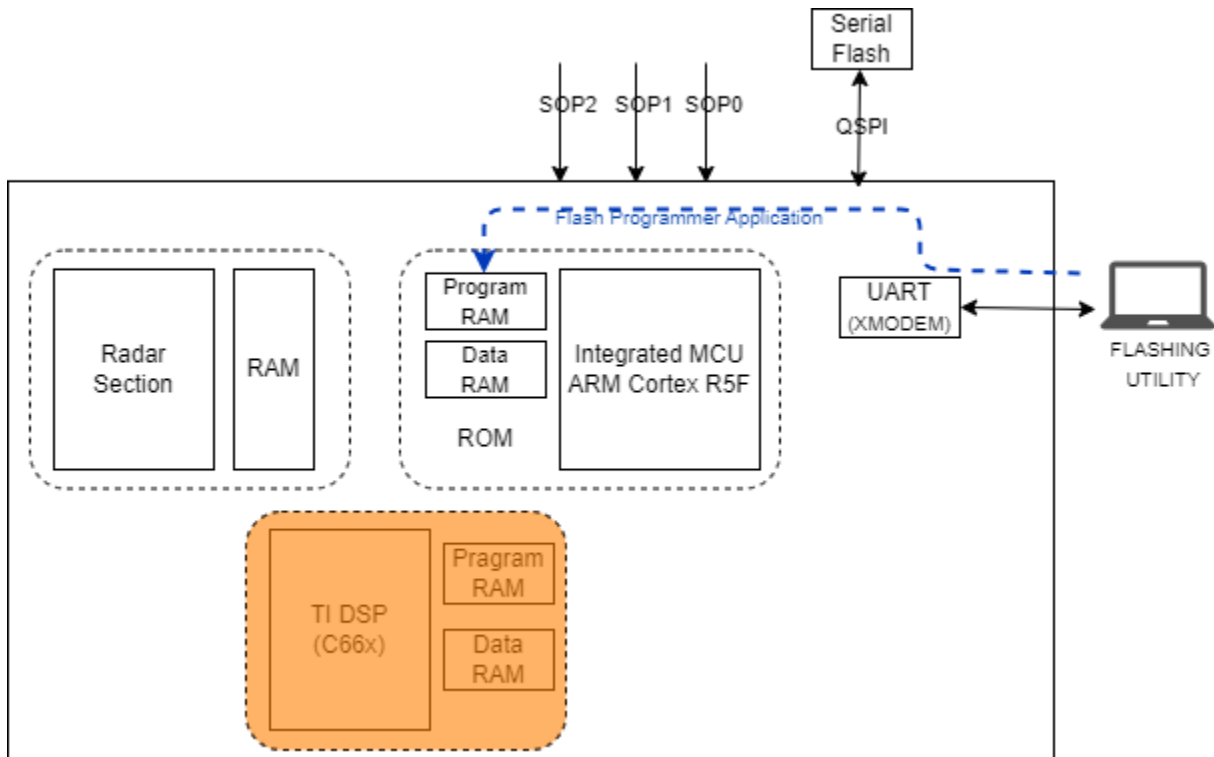 Serial
Flash
SOP2
SOP1
SOP0
QSPI
Flash Programmer Application
Radar
Section
RAM
Program
RAM
Data
RAM
ROM
Integrated MCU
ARM Cortex R5F
UART
(XMODEM)
FLASHING
UTILITY
TI DSP
(C66x)
Pragram
RAM
Data
RAM